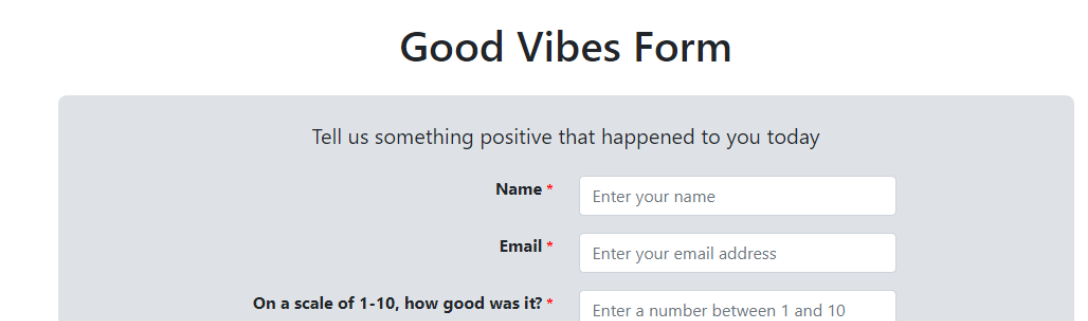 Good Vibes Form
Tell us something positive that happened to you today
Name *
Enter your name
Email *
Enter your email address
On a scale of 1-10, how good was it? *
Enter a number between 1 and 10